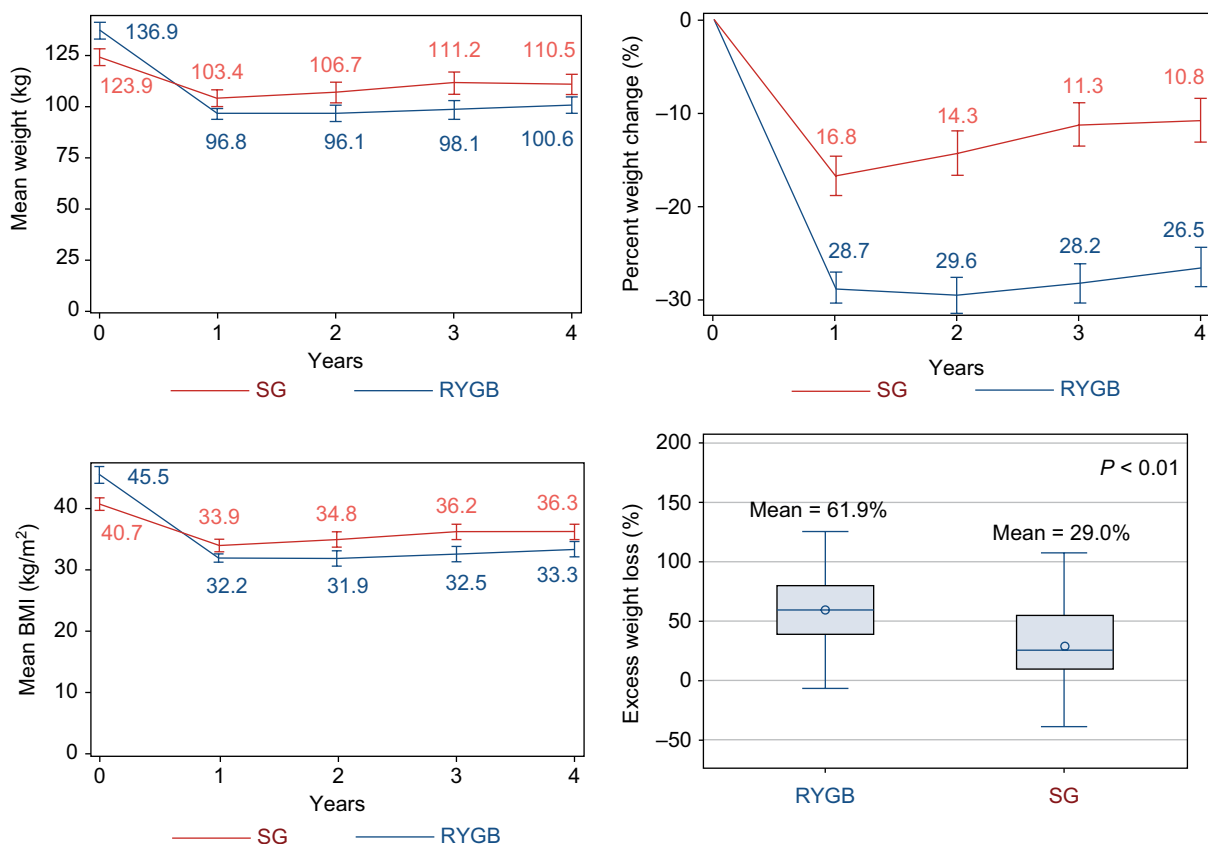 Mean weight (kg)
125
100
75
50
25
0
136.9
123.9
103.4
106.7
111.2
110.5
96.8
96.1
98.1
100.6
0 1 2 3 4
Years
SG RYGB
Percent weight change (%)
0
–10
–20
–30
16.8
14.3
11.3
10.8
28.7
29.6
28.2
26.5
0 1 2 3 4
Years
SG RYGB
Mean BMI (kg/m²)
40
30
20
10
0
45.5
40.7
33.9
34.8
36.2
36.3
32.2
31.9
32.5
33.3
0 1 2 3 4
Years
SG RYGB
Excess weight loss (%)
200
150
100
50
0
–50
P < 0.01
Mean = 61.9%
Mean = 29.0%
RYGB SG